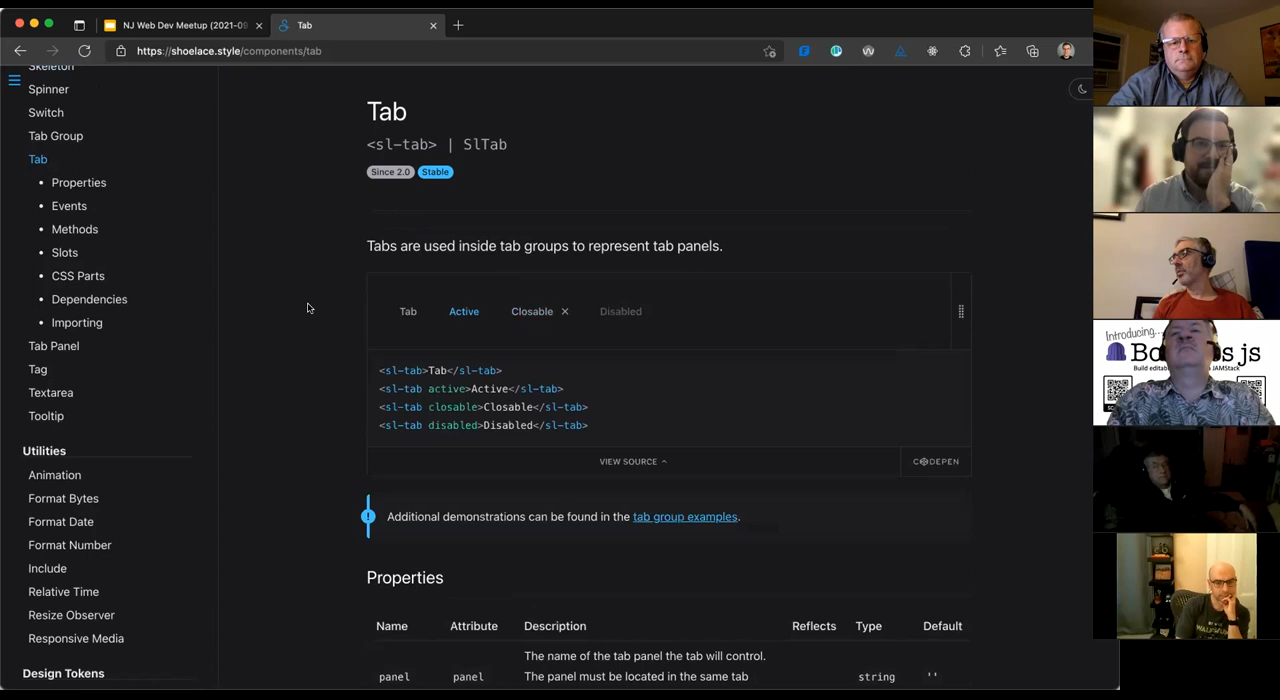 NJ Web Dev Meetup (2021-09
Tab
https://shoelace.style/components/tab
Skeleton
Spinner
Switch
Tab Group
Tab
Properties
Events
Methods
Slots
CSS Parts
Dependencies
Importing
Tab Panel
Tag
Textarea
Tooltip
Utilities
Animation
Format Bytes
Format Date
Format Number
Include
Relative Time
Resize Observer
Responsive Media
Design Tokens
Tab
<sl-tab> | SlTab
Since 2.0 Stable
Tabs are used inside tab groups to represent tab panels.
Tab Active Closable Disabled
<sl-tab>Tab</sl-tab>
<sl-tab active>Active</sl-tab>
<sl-tab closable>Closable</sl-tab>
<sl-tab disabled>Disabled</sl-tab>
VIEW SOURCE
CODEPEN
Additional demonstrations can be found in the tab group examples.
Properties
Name Attribute Description Reflects Type Default
The name of the tab panel the tab will control.
panel panel The panel must be located in the same tab string ''
Introducing...
js
Build